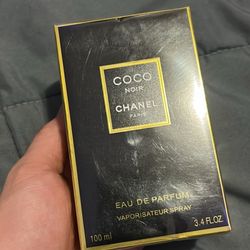 COCO
NOIR
CHANEL
PARIS
EAU DE PARFUM
VAPORISATEUR SPRAY
100 ml 3.4 FL.OZ